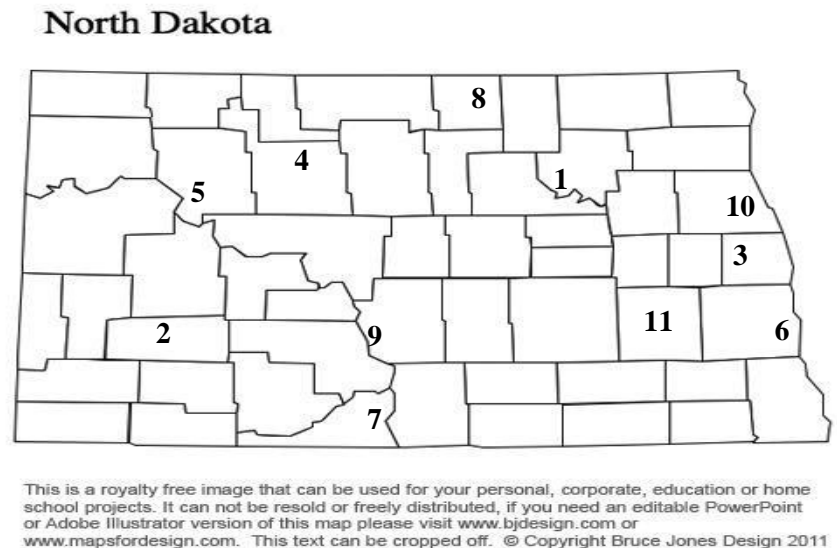 North Dakota
8
4
1
5
10
3
2
9
11
6
7
This is a royalty free image that can be used for your personal, corporate, education or home
school projects. It can not be resold or freely distributed, if you need an editable PowerPoint
or Adobe Illustrator version of this map please visit www.bjdesign.com or
www.mapsfordesign.com. This text can be cropped off. © Copyright Bruce Jones Design 2011